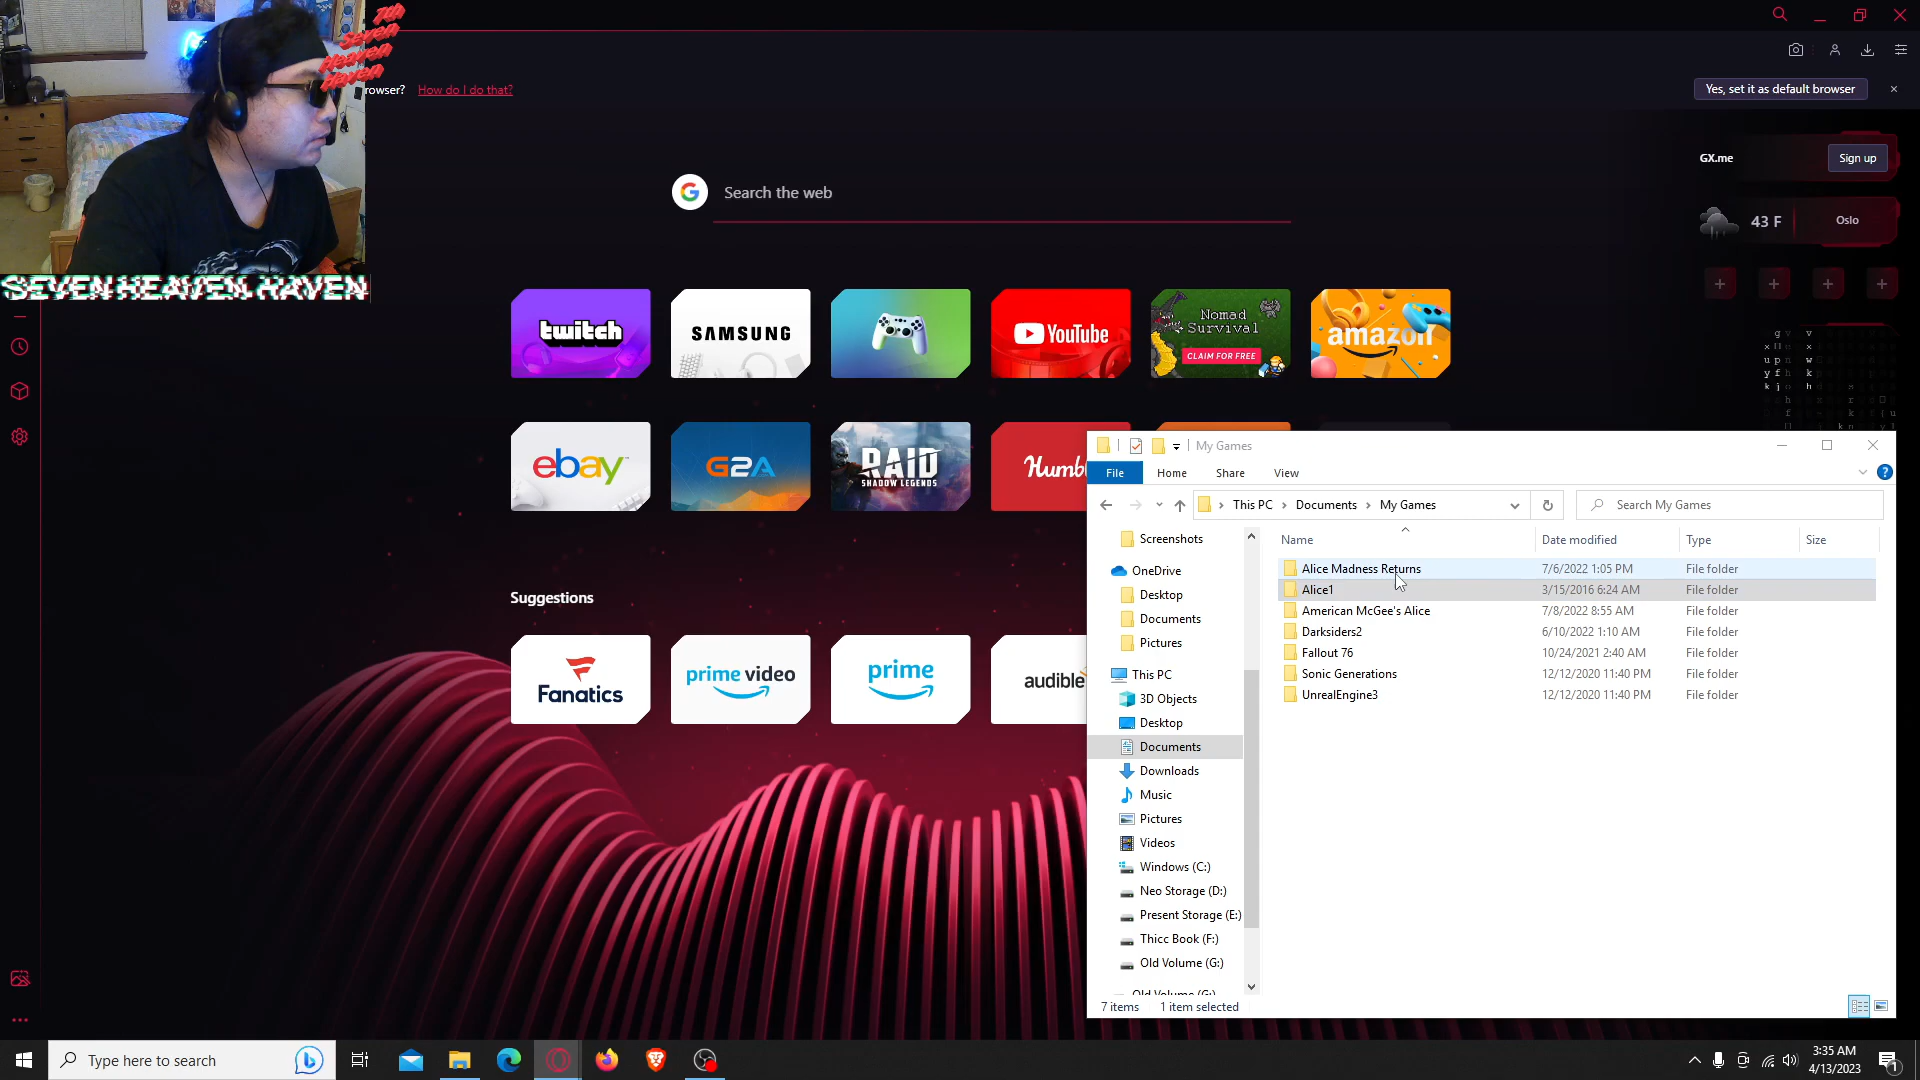 7th
Seven
Heaven
Haven
SEVEN HEAVEN HAVEN
rowser? How do I do that?
Yes, set it as default browser
GX.me
Sign up
43 F
Oslo
Search the web
twitch
SAMSUNG
YouTube
Nomad
Survival
CLAIM FOR FREE
amazon
ebay
G2A
RAID
SHADOW LEGENDS
Humb
Suggestions
Fanatics
prime video
prime
audible
My Games
File
Home
Share
View
This PC > Documents > My Games
Search My Games
Name
Date modified
Type
Size
Alice Madness Returns 7/6/2022 1:05 PM File folder
Alice1 3/15/2016 6:24 AM File folder
American McGee's Alice 7/8/2022 8:55 AM File folder
Darksiders2 6/10/2022 1:10 AM File folder
Fallout 76 10/24/2021 2:40 AM File folder
Sonic Generations 12/12/2020 11:40 PM File folder
UnrealEngine3 12/12/2020 11:40 PM File folder
Screenshots
OneDrive
Desktop
Documents
Pictures
This PC
3D Objects
Desktop
Documents
Downloads
Music
Pictures
Videos
Windows (C:)
Neo Storage (D:)
Present Storage (E:)
Thicc Book (F:)
Old Volume (G:)
Old Volume (G:)
7 items
1 item selected
Type here to search
3:35 AM
4/13/2023
1